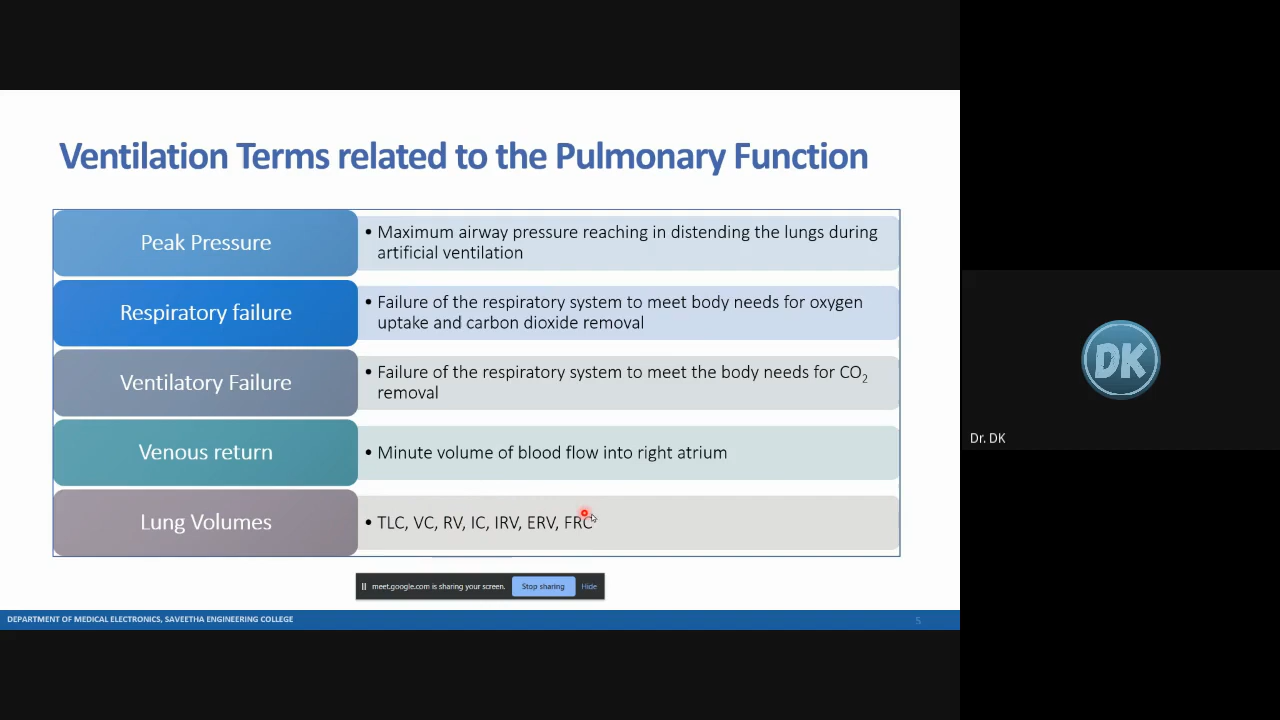 Ventilation Terms related to the Pulmonary Function
Peak Pressure
• Maximum airway pressure reaching in distending the lungs during
artificial ventilation
Respiratory failure
• Failure of the respiratory system to meet body needs for oxygen
uptake and carbon dioxide removal
Ventilatory Failure
• Failure of the respiratory system to meet the body needs for CO₂
removal
Venous return
• Minute volume of blood flow into right atrium
Lung Volumes
• TLC, VC, RV, IC, IRV, ERV, FRC
meet.google.com is sharing your screen. Stop sharing Hide
DEPARTMENT OF MEDICAL ELECTRONICS, SAVEETHA ENGINEERING COLLEGE 5
DK
Dr. DK